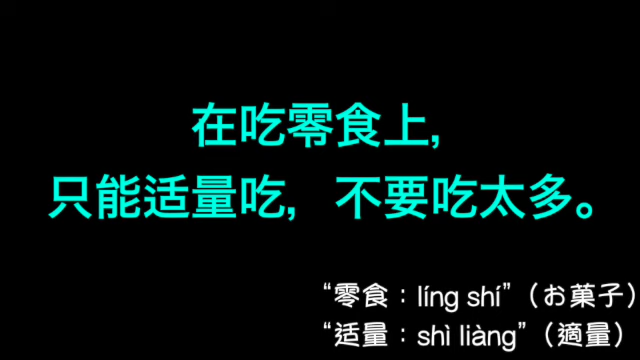 在吃零食上，
只能适量吃，不要吃太多。
“零食：líng shí”（お菓子）
“适量：shì liàng”（適量）